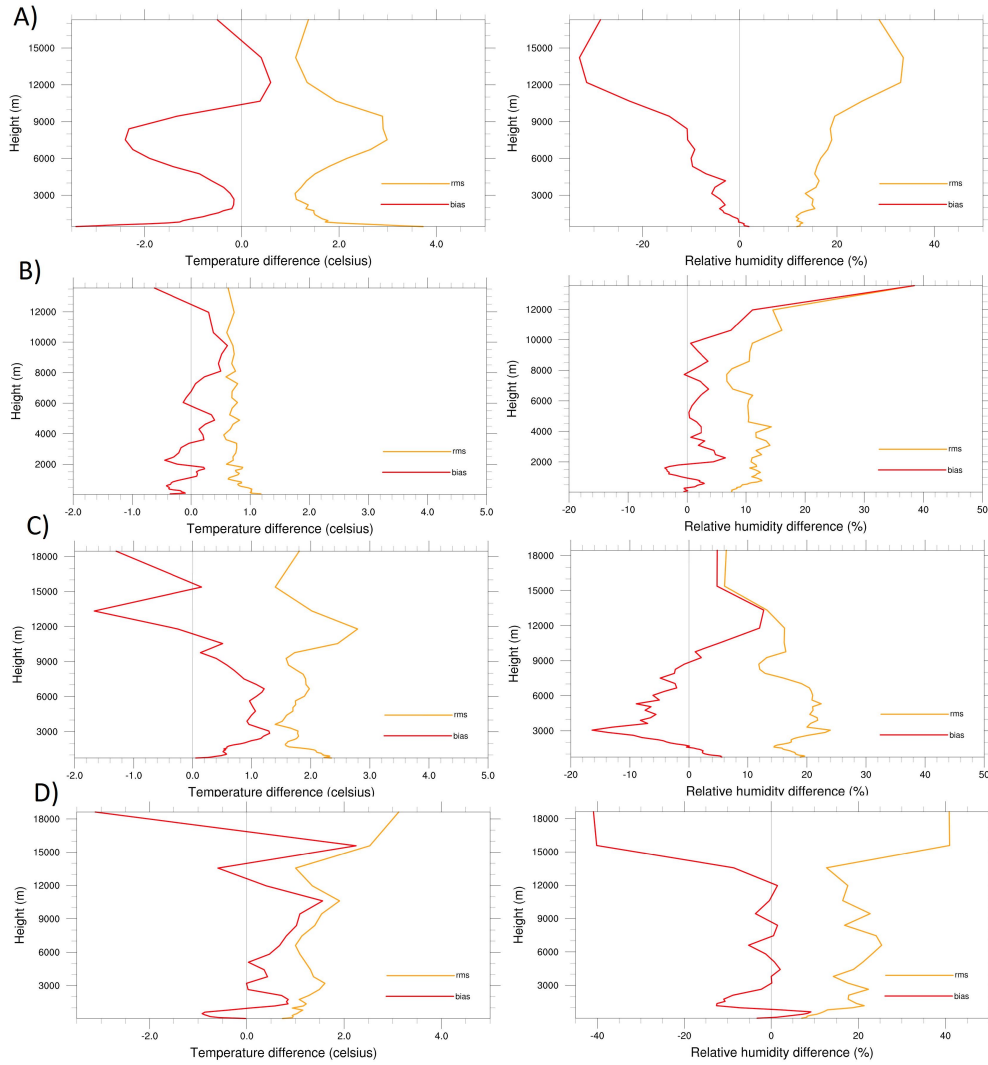 A)
15000
12000
9000
6000
3000
Height (m)
rms
bias
-2.0 0.0 2.0 4.0
Temperature difference (celsius)
15000
12000
9000
6000
3000
Height (m)
rms
bias
-20 0 20 40
Relative humidity difference (%)
B)
12000
10000
8000
6000
4000
2000
Height (m)
rms
bias
-2.0 -1.0 0.0 1.0 2.0 3.0 4.0 5.0
Temperature difference (celsius)
12000
10000
8000
6000
4000
2000
Height (m)
rms
bias
-20 -10 0 10 20 30 40 50
Relative humidity difference (%)
C)
18000
15000
12000
9000
6000
3000
Height (m)
rms
bias
-2.0 -1.0 0.0 1.0 2.0 3.0 4.0 5.0
Temperature difference (celsius)
18000
15000
12000
9000
6000
3000
Height (m)
rms
bias
-20 -10 0 10 20 30 40 50
Relative humidity difference (%)
D)
18000
15000
12000
9000
6000
3000
Height (m)
rms
bias
-2.0 0.0 2.0 4.0
Temperature difference (celsius)
18000
15000
12000
9000
6000
3000
Height (m)
rms
bias
-40 -20 0 20 40
Relative humidity difference (%)